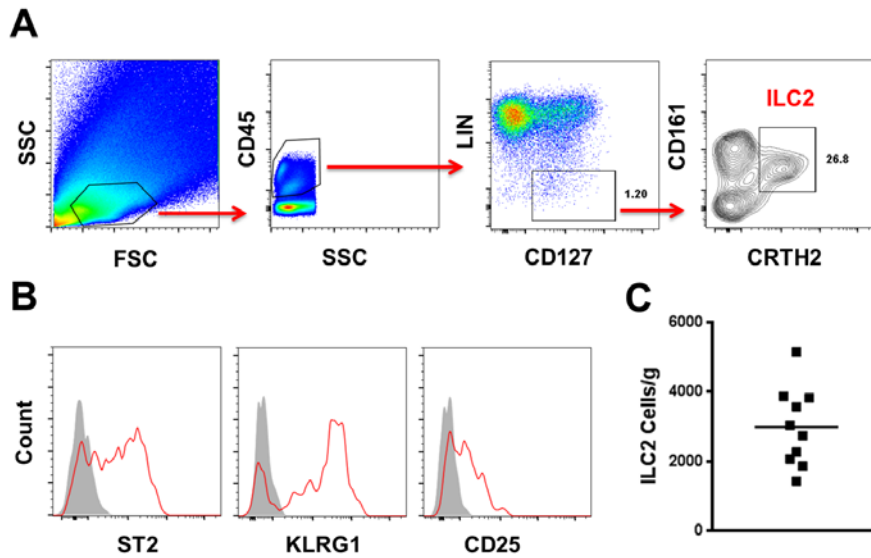 A
SSC
FSC
CD45
SSC
LIN
1.20
CD127
CD161
ILC2
26.8
CRTH2
B
Count
ST2
KLRG1
CD25
C
ILC2 Cells/g
6000
4000
2000
0